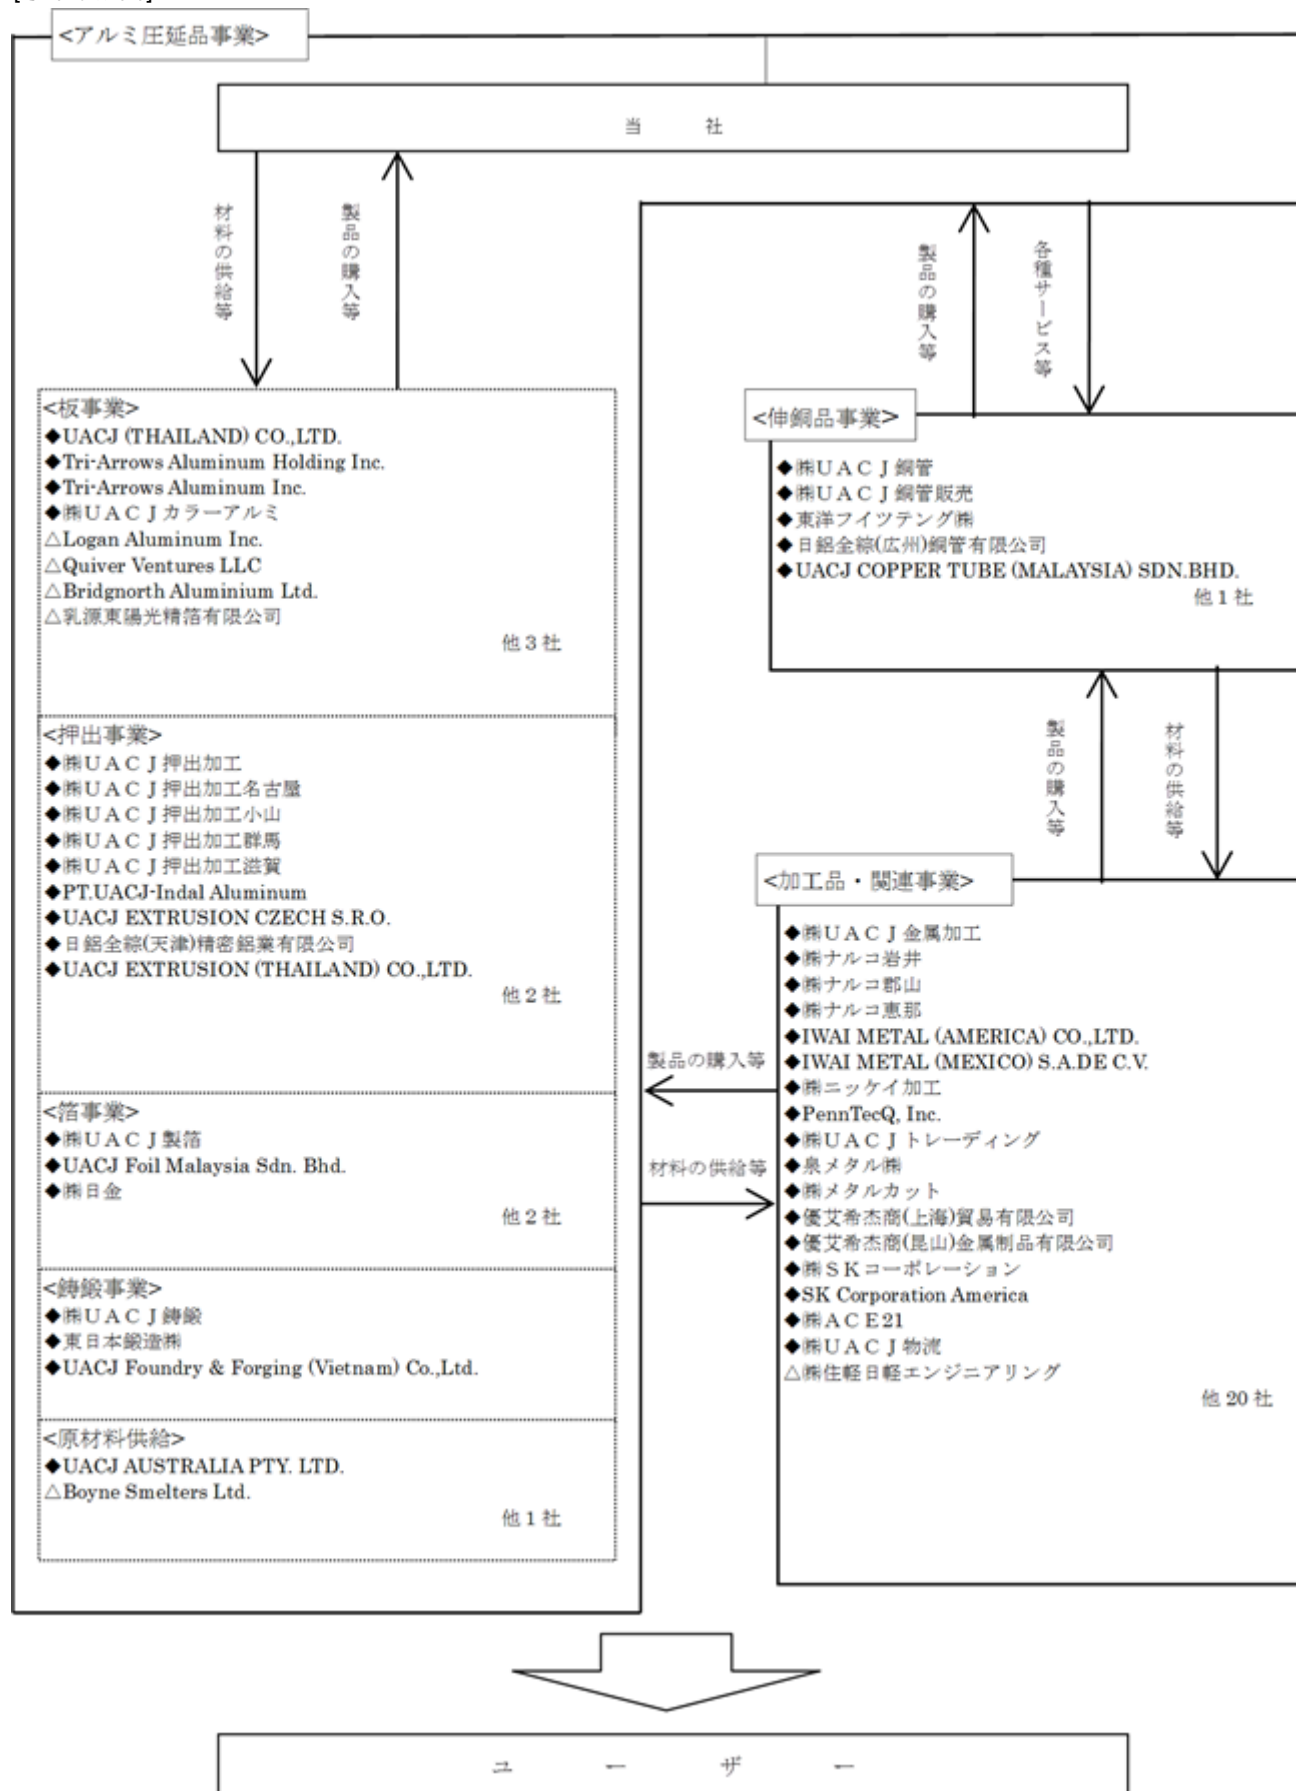 <アルミ圧延品事業>
当　　社
材料の供給等
製品の購入等
製品の購入等
各種サービス等
<板事業>
◆UACJ (THAILAND) CO.,LTD.
◆Tri-Arrows Aluminum Holding Inc.
◆Tri-Arrows Aluminum Inc.
◆㈱ＵＡＣＪカラーアルミ
△Logan Aluminum Inc.
△Quiver Ventures LLC
△Bridgnorth Aluminium Ltd.
△乳源東陽光精箔有限公司
他３社
<押出事業>
◆㈱ＵＡＣＪ押出加工
◆㈱ＵＡＣＪ押出加工名古屋
◆㈱ＵＡＣＪ押出加工小山
◆㈱ＵＡＣＪ押出加工群馬
◆㈱ＵＡＣＪ押出加工滋賀
◆PT.UACJ-Indal Aluminum
◆UACJ EXTRUSION CZECH S.R.O.
◆日鋁全綜(天津)精密鋁業有限公司
◆UACJ EXTRUSION (THAILAND) CO.,LTD.
他２社
<箔事業>
◆㈱ＵＡＣＪ製箔
◆UACJ Foil Malaysia Sdn. Bhd.
◆㈱日金
他２社
<鋳鍛事業>
◆㈱ＵＡＣＪ鋳鍛
◆東日本鍛造㈱
◆UACJ Foundry & Forging (Vietnam) Co.,Ltd.
<原材料供給>
◆UACJ AUSTRALIA PTY. LTD.
△Boyne Smelters Ltd.
他１社
<伸銅品事業>
◆㈱ＵＡＣＪ銅管
◆㈱ＵＡＣＪ銅管販売
◆東洋フイツテング㈱
◆日鋁全綜(広州)銅管有限公司
◆UACJ COPPER TUBE (MALAYSIA) SDN.BHD.
他１社
製品の購入等
材料の供給等
<加工品・関連事業>
◆㈱ＵＡＣＪ金属加工
◆㈱ナルコ岩井
◆㈱ナルコ郡山
◆㈱ナルコ恵那
◆IWAI METAL (AMERICA) CO.,LTD.
◆IWAI METAL (MEXICO) S.A.DE C.V.
◆㈱ニッケイ加工
◆PennTecQ, Inc.
◆㈱ＵＡＣＪトレーディング
◆泉メタル㈱
◆㈱メタルカット
◆優艾希杰商(上海)貿易有限公司
◆優艾希杰商(昆山)金属制品有限公司
◆㈱ＳＫコーポレーション
◆SK Corporation America
◆㈱ＡＣＥ21
◆㈱ＵＡＣＪ物流
△㈱住軽日軽エンジニアリング
他20社
製品の購入等
材料の供給等
ユ　ー　ザ　ー